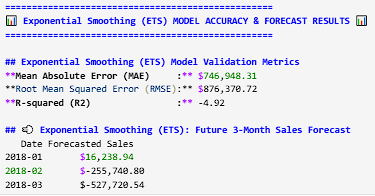 ==================================================
📊 Exponential Smoothing (ETS) MODEL ACCURACY & FORECAST RESULTS 📊
==================================================
## Exponential Smoothing (ETS) Model Validation Metrics
**Mean Absolute Error (MAE)     :** $746,948.31
**Root Mean Squared Error (RMSE):** $876,370.72
**R-squared (R2)                :** -4.92
## 💨 Exponential Smoothing (ETS): Future 3-Month Sales Forecast
   Date Forecasted Sales
2018-01       $16,238.94
2018-02     $-255,740.80
2018-03     $-527,720.54